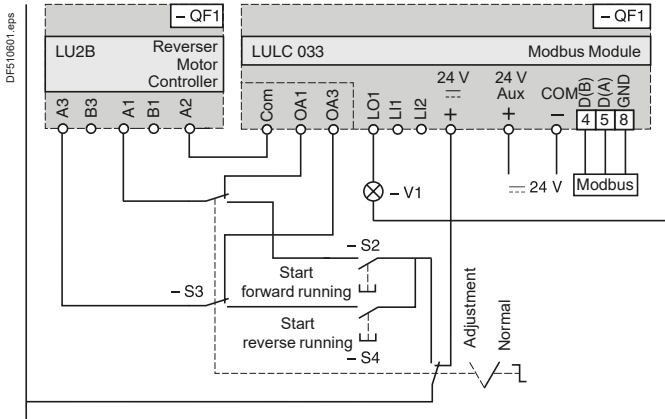 DF510601.eps
– QF1
– QF1
LU2B
Reverser
Motor
Controller
LULC 033
Modbus Module
A3
B3
A1
B1
A2
Com
OA1
OA3
LO1
LI1
LI2
24 V
+
24 V
Aux
+
COM
–
D(B)
D(A)
GND
4
5
8
– V1
24 V
Modbus
– S2
Start
forward running
– S3
Start
reverse running
– S4
Adjustment
Normal